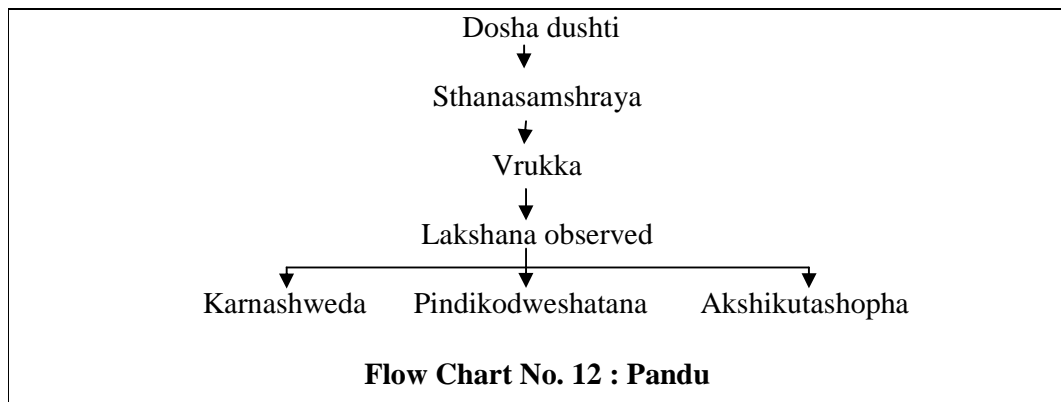 Dosha dushti
Sthanasamshraya
Vrukka
Lakshana observed
Karnashweda Pindikodweshatana Akshikutashopha
Flow Chart No. 12 : Pandu